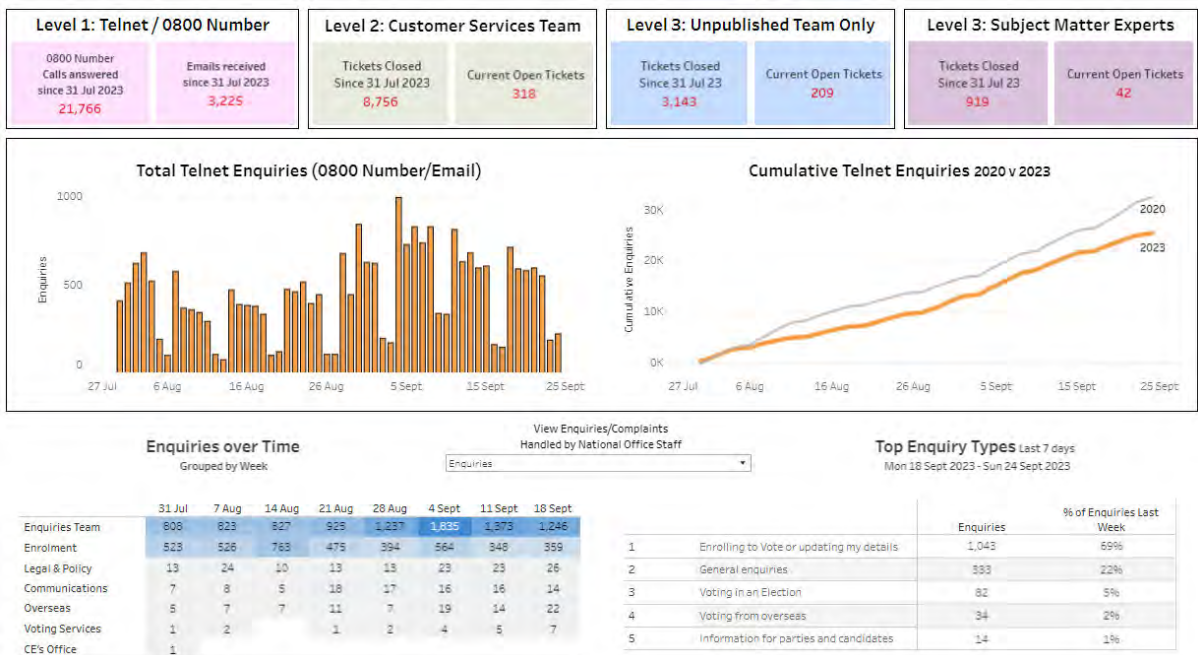 Level 1: Telnet / 0800 Number
0800 Number
Calls answered
since 31 Jul 2023
21,766
Emails received
since 31 Jul 2023
3,225
Level 2: Customer Services Team
Tickets Closed
Since 31 Jul 2023
8,756
Current Open Tickets
318
Level 3: Unpublished Team Only
Tickets Closed
Since 31 Jul 23
3,143
Current Open Tickets
209
Level 3: Subject Matter Experts
Tickets Closed
Since 31 Jul 23
919
Current Open Tickets
42
Total Telnet Enquiries (0800 Number/Email)
Enquiries
1000
500
0
27 Jul 6 Aug 16 Aug 26 Aug 5 Sept 15 Sept 25 Sept
Cumulative Telnet Enquiries 2020 v 2023
Cumulative Enquiries
30K
20K
10K
0K
2020
2023
27 Jul 6 Aug 16 Aug 26 Aug 5 Sept 15 Sept 25 Sept
Enquiries over Time
Grouped by Week
View Enquiries/Complaints
Handled by National Office Staff
Enquiries
Top Enquiry Types Last 7 days
Mon 18 Sept 2023 - Sun 24 Sept 2023
31 Jul 7 Aug 14 Aug 21 Aug 28 Aug 4 Sept 11 Sept 18 Sept
Enquiries Team 808 823 827 925 1,237 1,835 1,373 1,246
Enrolment 523 526 763 475 394 564 348 359
Legal & Policy 13 24 10 13 13 23 23 26
Communications 7 8 5 18 17 16 16 14
Overseas 5 7 7 11 7 19 14 22
Voting Services 1 2 1 2 4 5 7
CE's Office 1
Enquiries % of Enquiries Last
Week
1 Enrolling to Vote or updating my details 1,043 69%
2 General enquiries 333 22%
3 Voting in an Election 82 5%
4 Voting from overseas 34 2%
5 Information for parties and candidates 14 1%